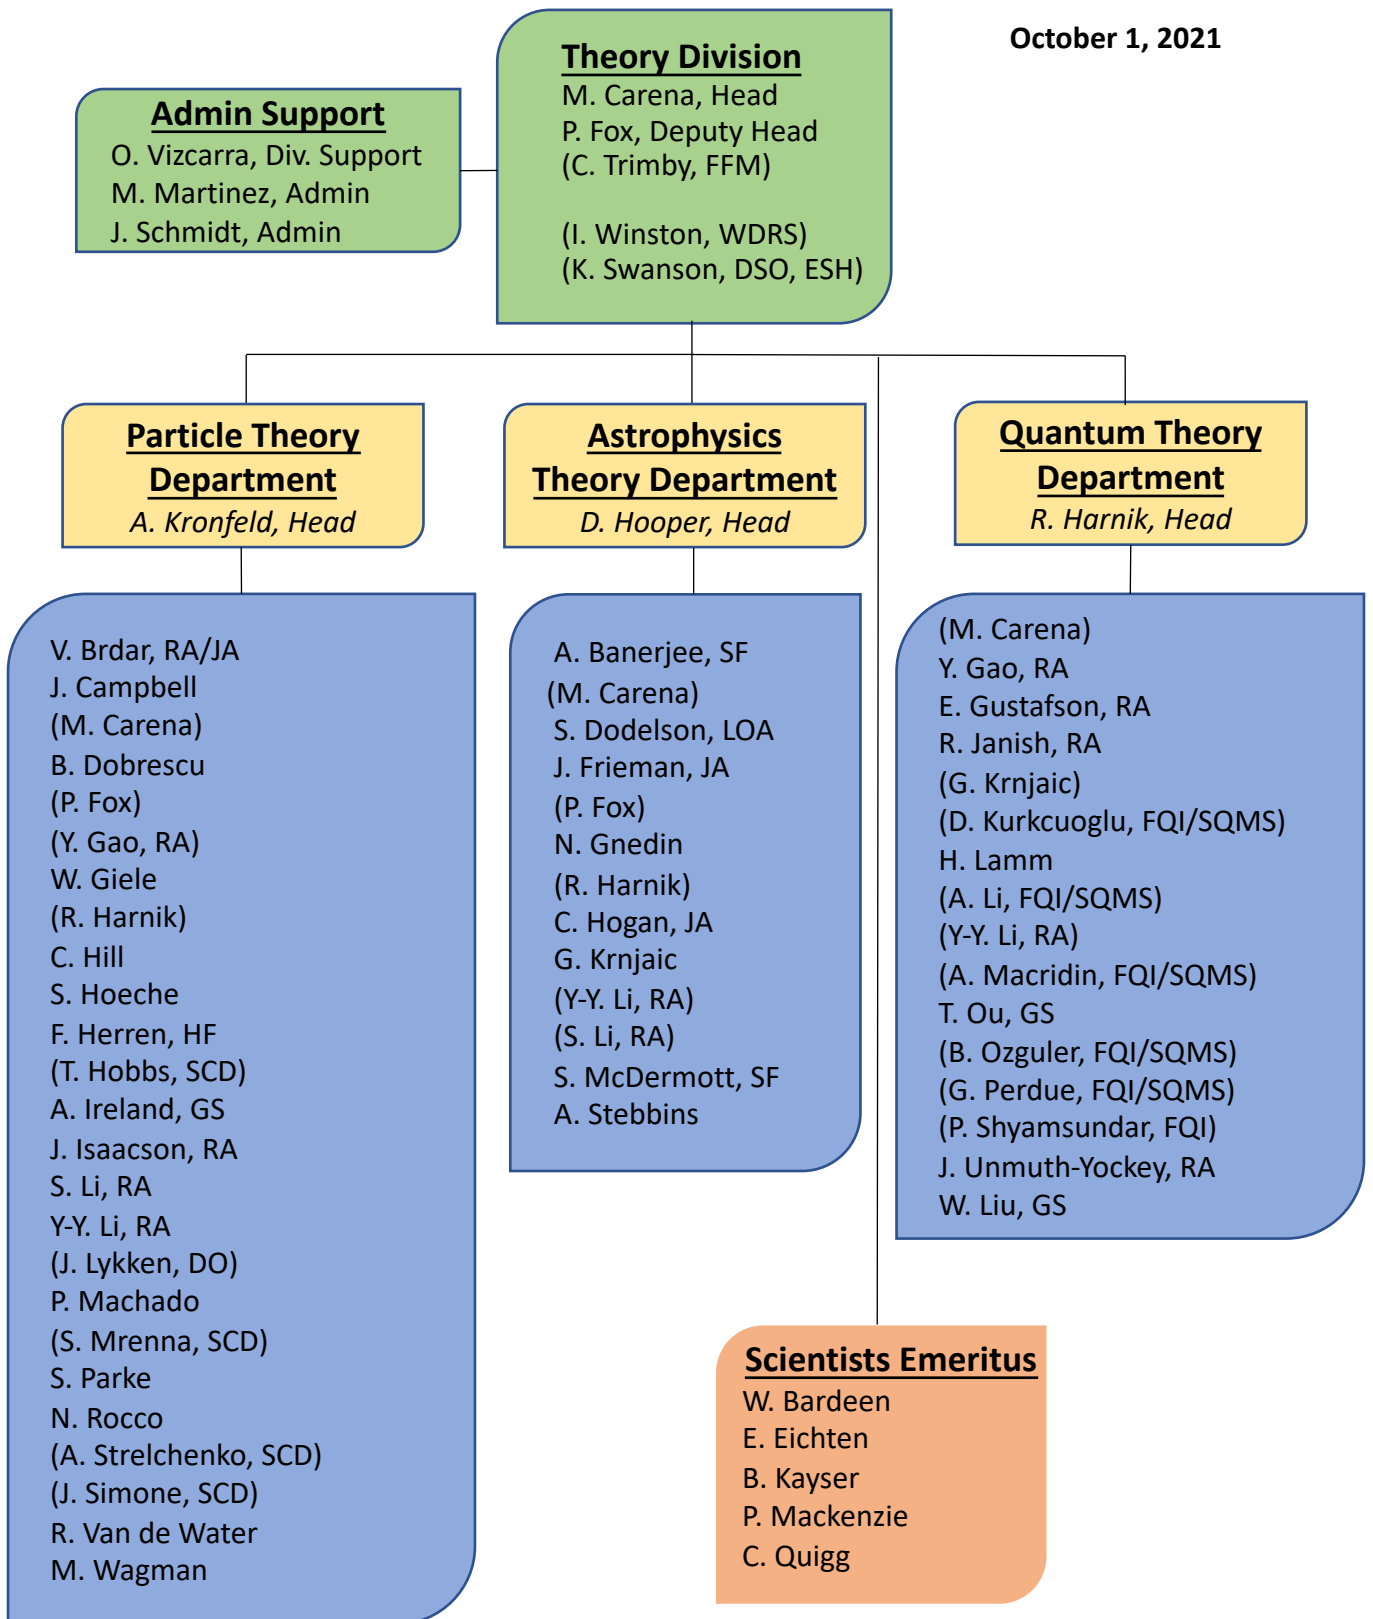 October 1, 2021
Theory Division
M. Carena, Head
P. Fox, Deputy Head
(C. Trimby, FFM)
(I. Winston, WDRS)
(K. Swanson, DSO, ESH)
Admin Support
O. Vizcarra, Div. Support
M. Martinez, Admin
J. Schmidt, Admin
Particle Theory
Department
A. Kronfeld, Head
V. Brdar, RA/JA
J. Campbell
(M. Carena)
B. Dobrescu
(P. Fox)
(Y. Gao, RA)
W. Giele
(R. Harnik)
C. Hill
S. Hoeche
F. Herren, HF
(T. Hobbs, SCD)
A. Ireland, GS
J. Isaacson, RA
S. Li, RA
Y-Y. Li, RA
(J. Lykken, DO)
P. Machado
(S. Mrenna, SCD)
S. Parke
N. Rocco
(A. Strelchenko, SCD)
(J. Simone, SCD)
R. Van de Water
M. Wagman
Astrophysics
Theory Department
D. Hooper, Head
A. Banerjee, SF
(M. Carena)
S. Dodelson, LOA
J. Frieman, JA
(P. Fox)
N. Gnedin
(R. Harnik)
C. Hogan, JA
G. Krnjaic
(Y-Y. Li, RA)
(S. Li, RA)
S. McDermott, SF
A. Stebbins
Quantum Theory
Department
R. Harnik, Head
(M. Carena)
Y. Gao, RA
E. Gustafson, RA
R. Janish, RA
(G. Krnjaic)
(D. Kurkcuoglu, FQI/SQMS)
H. Lamm
(A. Li, FQI/SQMS)
(Y-Y. Li, RA)
(A. Macridin, FQI/SQMS)
T. Ou, GS
(B. Ozguler, FQI/SQMS)
(G. Perdue, FQI/SQMS)
(P. Shyamsundar, FQI)
J. Unmuth-Yockey, RA
W. Liu, GS
Scientists Emeritus
W. Bardeen
E. Eichten
B. Kayser
P. Mackenzie
C. Quigg